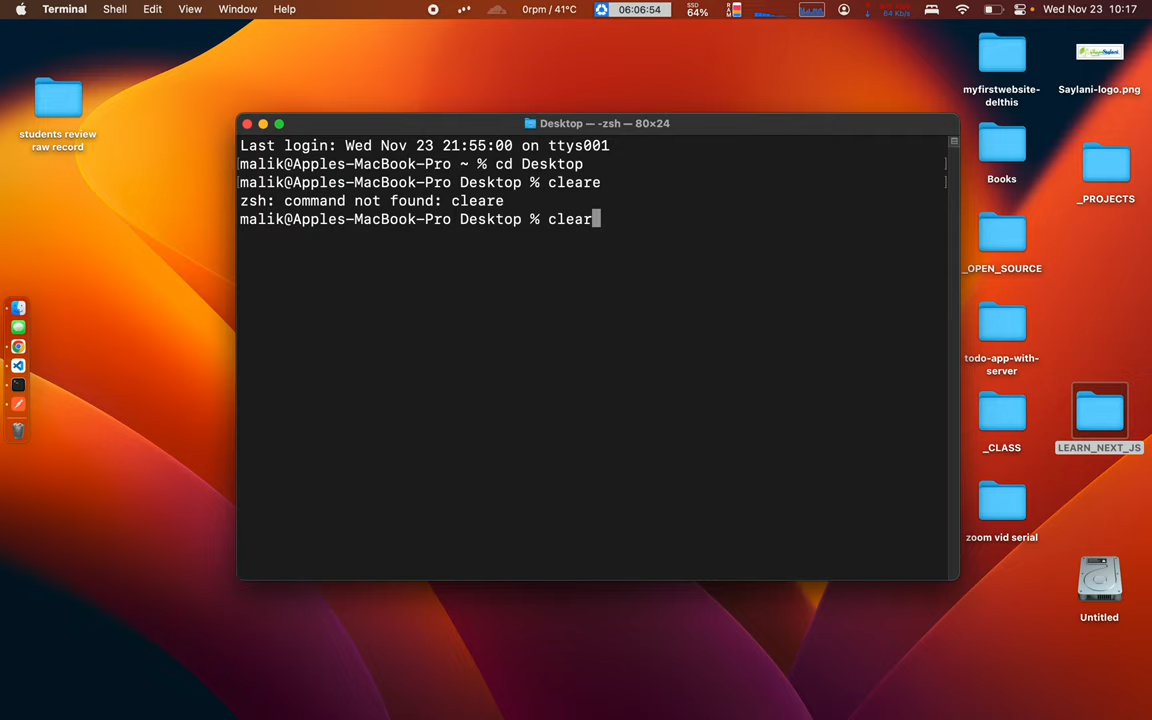 Terminal Shell Edit View Window Help 0rpm / 41°C 06:06:54 SSD 64% 64 Kb/s Wed Nov 23 10:17
students review
raw record
myfirstwebsite-
delthis
Saylani-logo.png
Books
_PROJECTS
_OPEN_SOURCE
todo-app-with-
server
_CLASS
LEARN_NEXT_JS
zoom vid serial
Untitled
Desktop — -zsh — 80×24
Last login: Wed Nov 23 21:55:00 on ttys001
[malik@Apples-MacBook-Pro ~ % cd Desktop ]
[malik@Apples-MacBook-Pro Desktop % cleare ]
zsh: command not found: cleare
malik@Apples-MacBook-Pro Desktop % clear